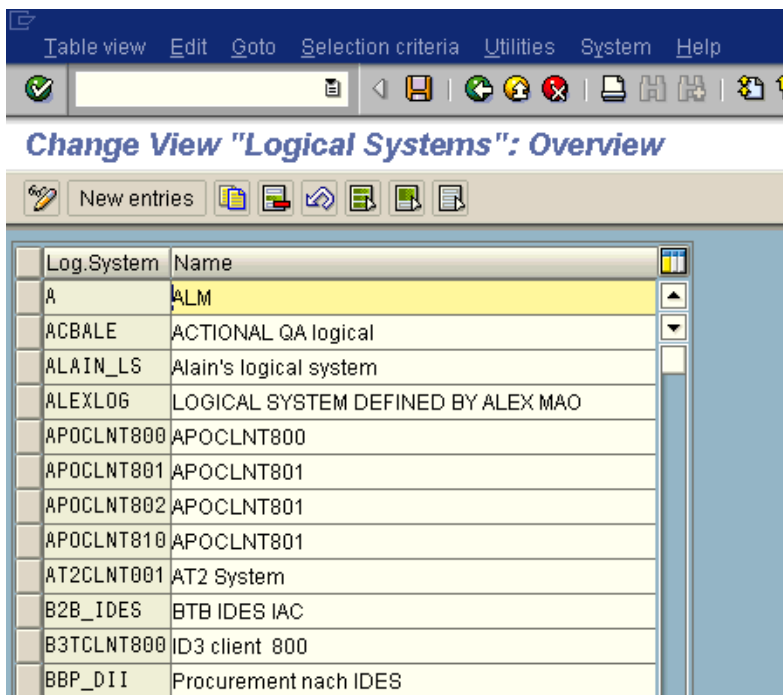 Table view Edit Goto Selection criteria Utilities System Help
Change View "Logical Systems": Overview
New entries
Log.System Name
A ALM
ACBALE ACTIONAL QA logical
ALAIN_LS Alain's logical system
ALEXLOG LOGICAL SYSTEM DEFINED BY ALEX MAO
APOCLNT800 APOCLNT800
APOCLNT801 APOCLNT801
APOCLNT802 APOCLNT801
APOCLNT810 APOCLNT801
AT2CLNT001 AT2 System
B2B_IDES BTB IDES IAC
B3TCLNT800 ID3 client 800
BBP_DII Procurement nach IDES